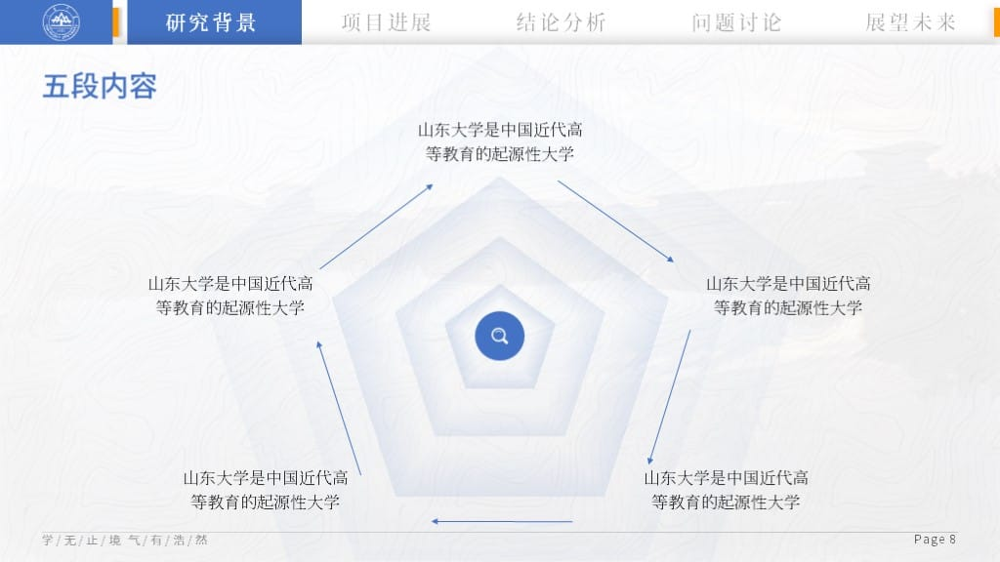 研究背景
项目进展
结论分析
问题讨论
展望未来
五段内容
山东大学是中国近代高
等教育的起源性大学
山东大学是中国近代高
等教育的起源性大学
山东大学是中国近代高
等教育的起源性大学
山东大学是中国近代高
等教育的起源性大学
山东大学是中国近代高
等教育的起源性大学
学/无/止/境 气/有/浩/然
Page 8